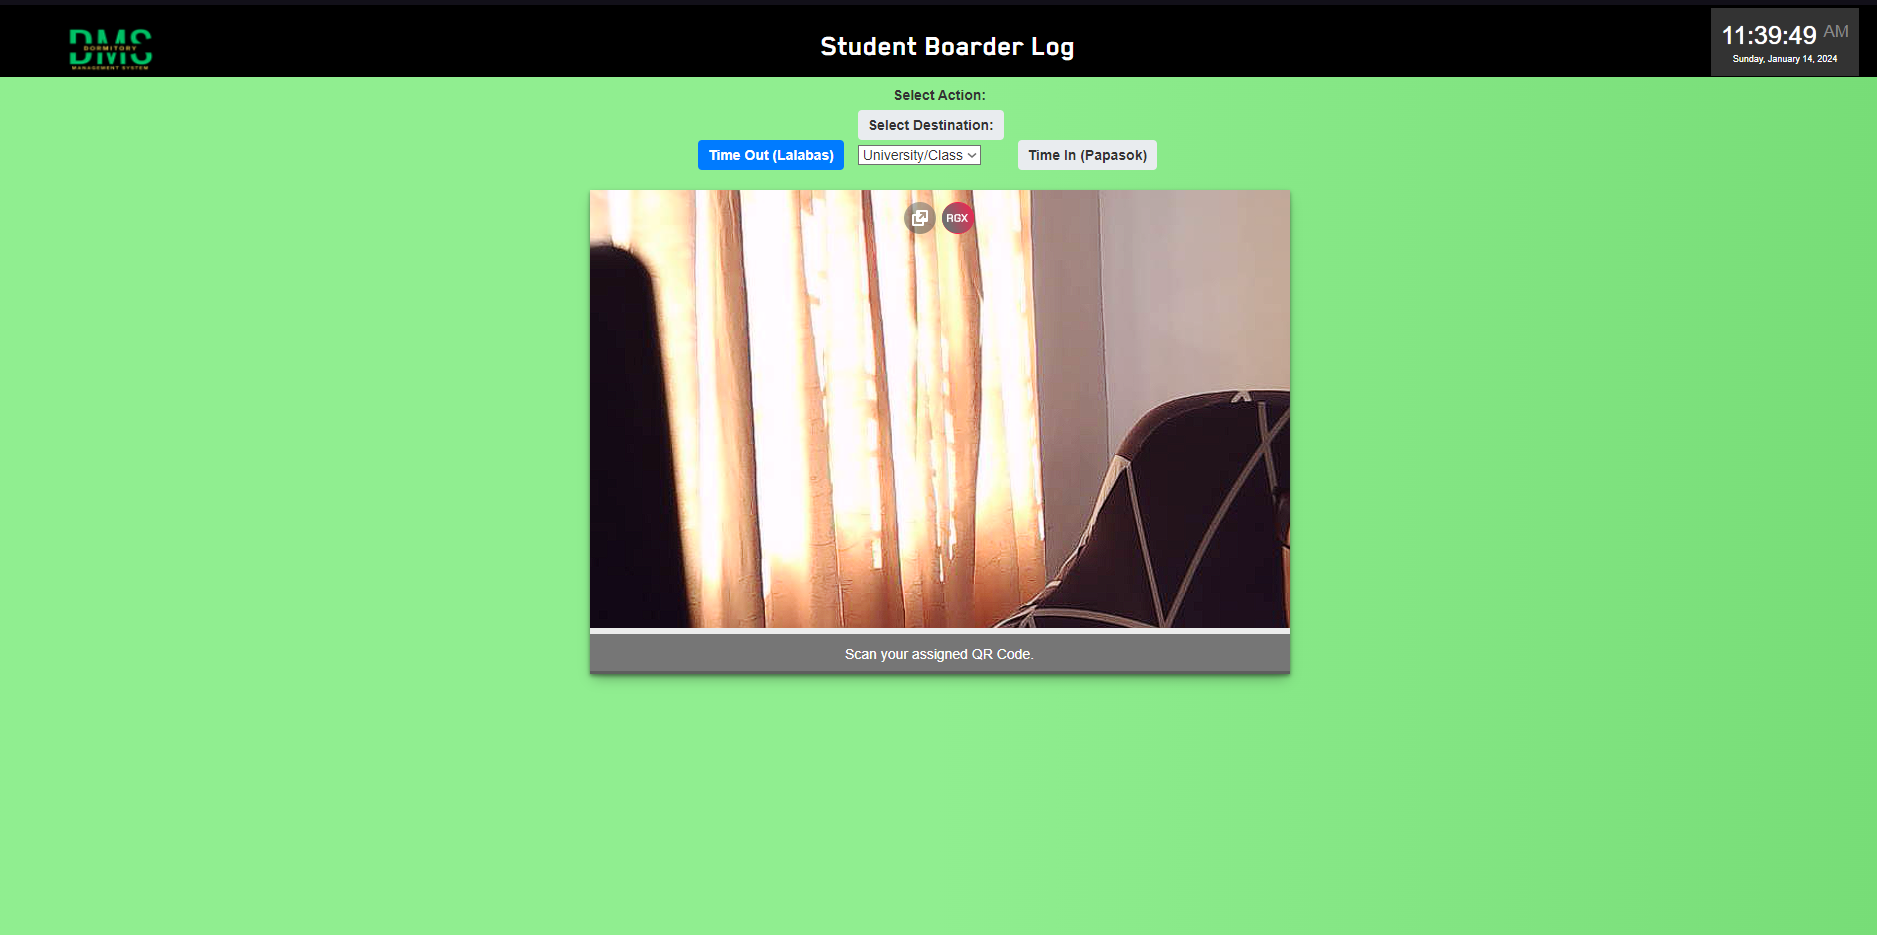 DMS
DORMITORY
MANAGEMENT SYSTEM
Student Boarder Log
11:39:49 AM
Sunday, January 14, 2024
Select Action:
Select Destination:
Time Out (Lalabas)
University/Class
Time In (Papasok)
RGX
Scan your assigned QR Code.